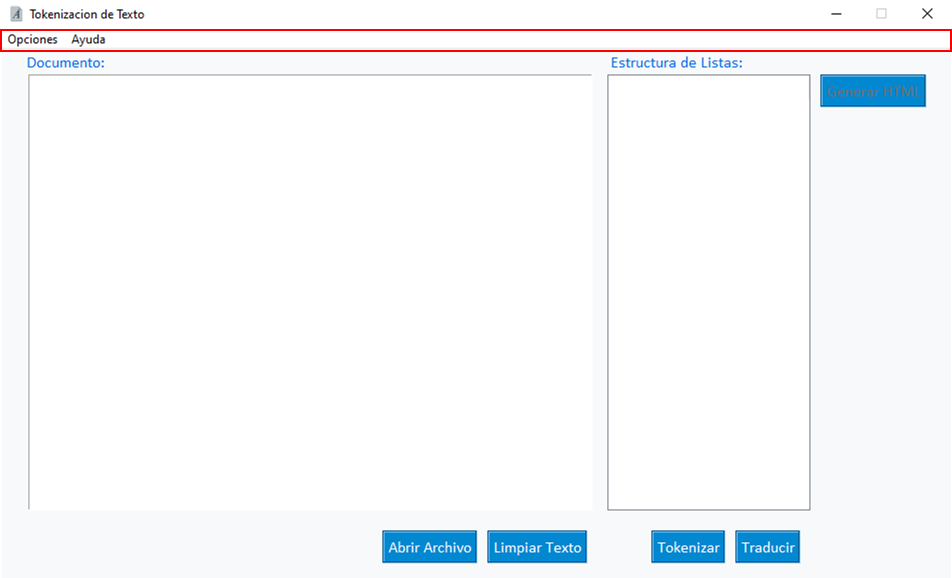 Tokenizacion de Texto
Opciones Ayuda
Documento: Estructura de Listas:
Generar HTML
Abrir Archivo Limpiar Texto Tokenizar Traducir